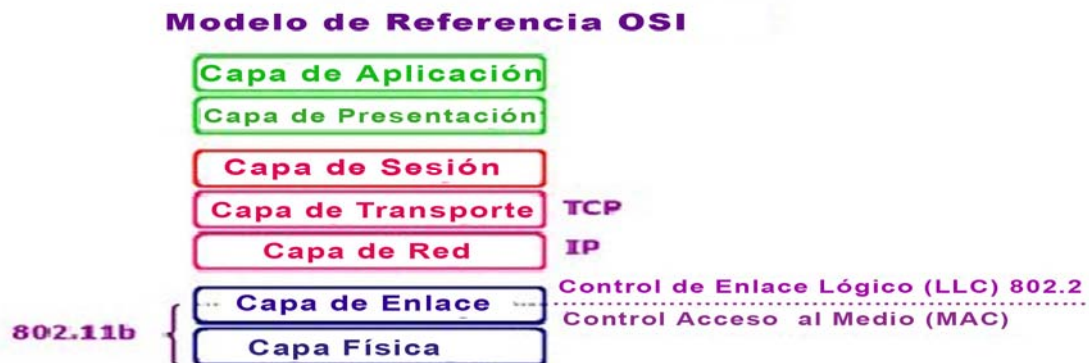 Modelo de Referencia OSI
Capa de Aplicación
Capa de Presentación
Capa de Sesión
Capa de Transporte TCP
Capa de Red IP
Control de Enlace Lógico (LLC) 802.2
Capa de Enlace
Control Acceso al Medio (MAC)
802.11b
Capa Física